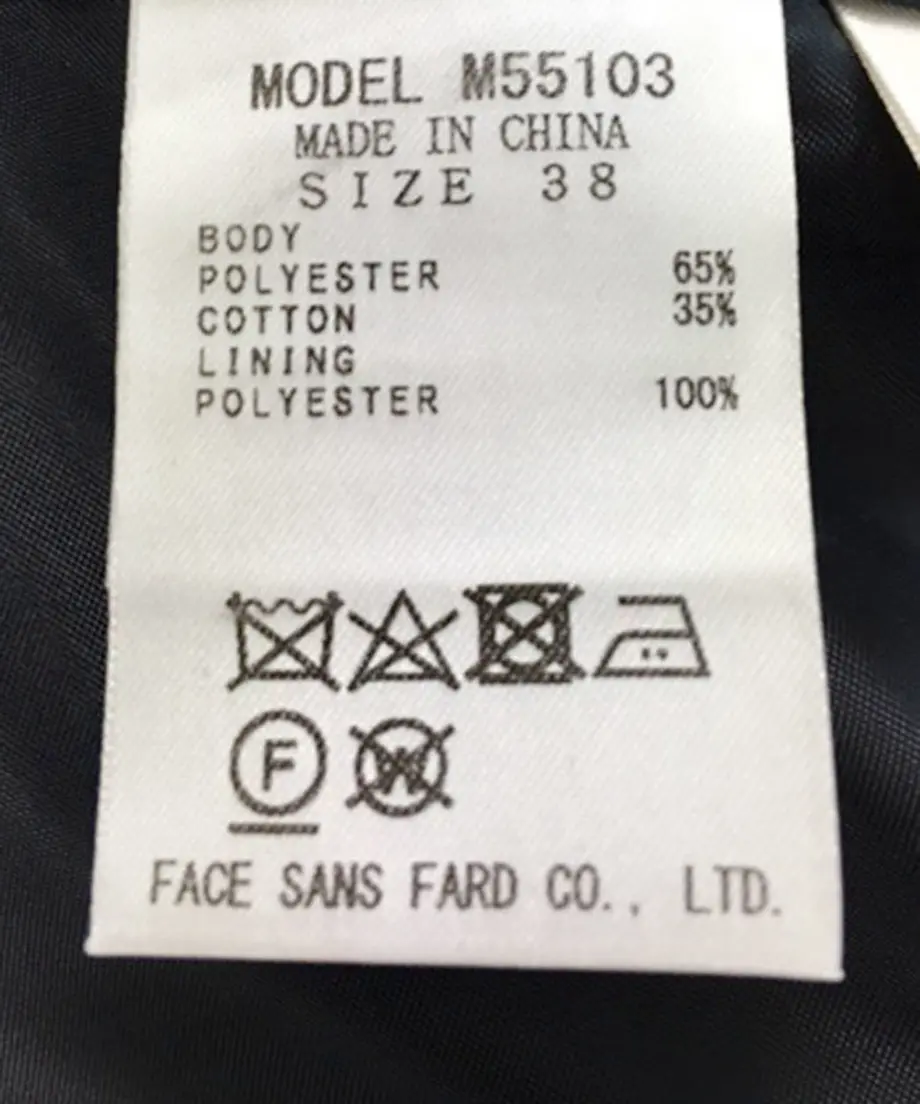 MODEL M55103
MADE IN CHINA
SIZE 38
BODY
POLYESTER 65%
COTTON 35%
LINING
POLYESTER 100%
F W
FACE SANS FARD CO., LTD.